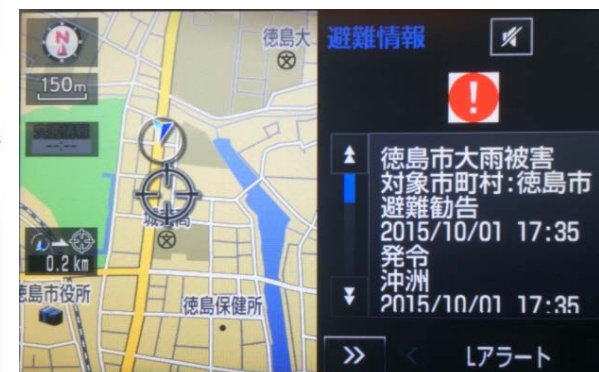 N
徳島大
150m
0.2km
徳島市役所
徳島保健所
避難情報
徳島市大雨被害
対象市町村:徳島市
避難勧告
2015/10/01 17:35
発令
沖洲
2015/10/01 17:35
Lアラート